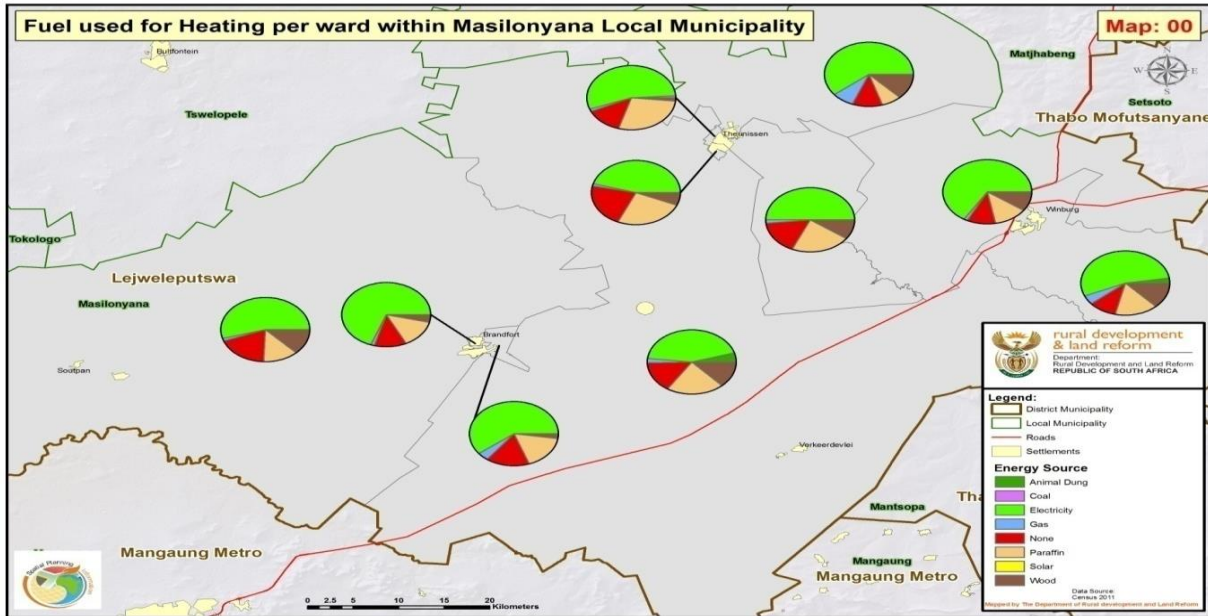 Fuel used for Heating per ward within Masilonyana Local Municipality
Map: 00
Bultfontein
Matjhabeng
N
W E
S
Setsoto
Tswelopele
Thabo Mofutsanyane
Theunissen
Winburg
Tokologo
Lejweleputswa
Masilonyana
Brandfort
Soutpan
Verkeerdevlei
rural development
& land reform
Department:
Rural Development and Land Reform
REPUBLIC OF SOUTH AFRICA
Legend:
District Municipality
Local Municipality
Roads
Settlements
Energy Source
Animal Dung
Coal
Electricity
Gas
None
Paraffin
Solar
Wood
Data Source:
Census 2011
Mapped by The Department of Rural development and Land Reform
Mantsopa
Tha
Mangaung
Mangaung Metro
Mangaung Metro
Spatial Planning
Information
0 2.5 5 10 15 20
Kilometers